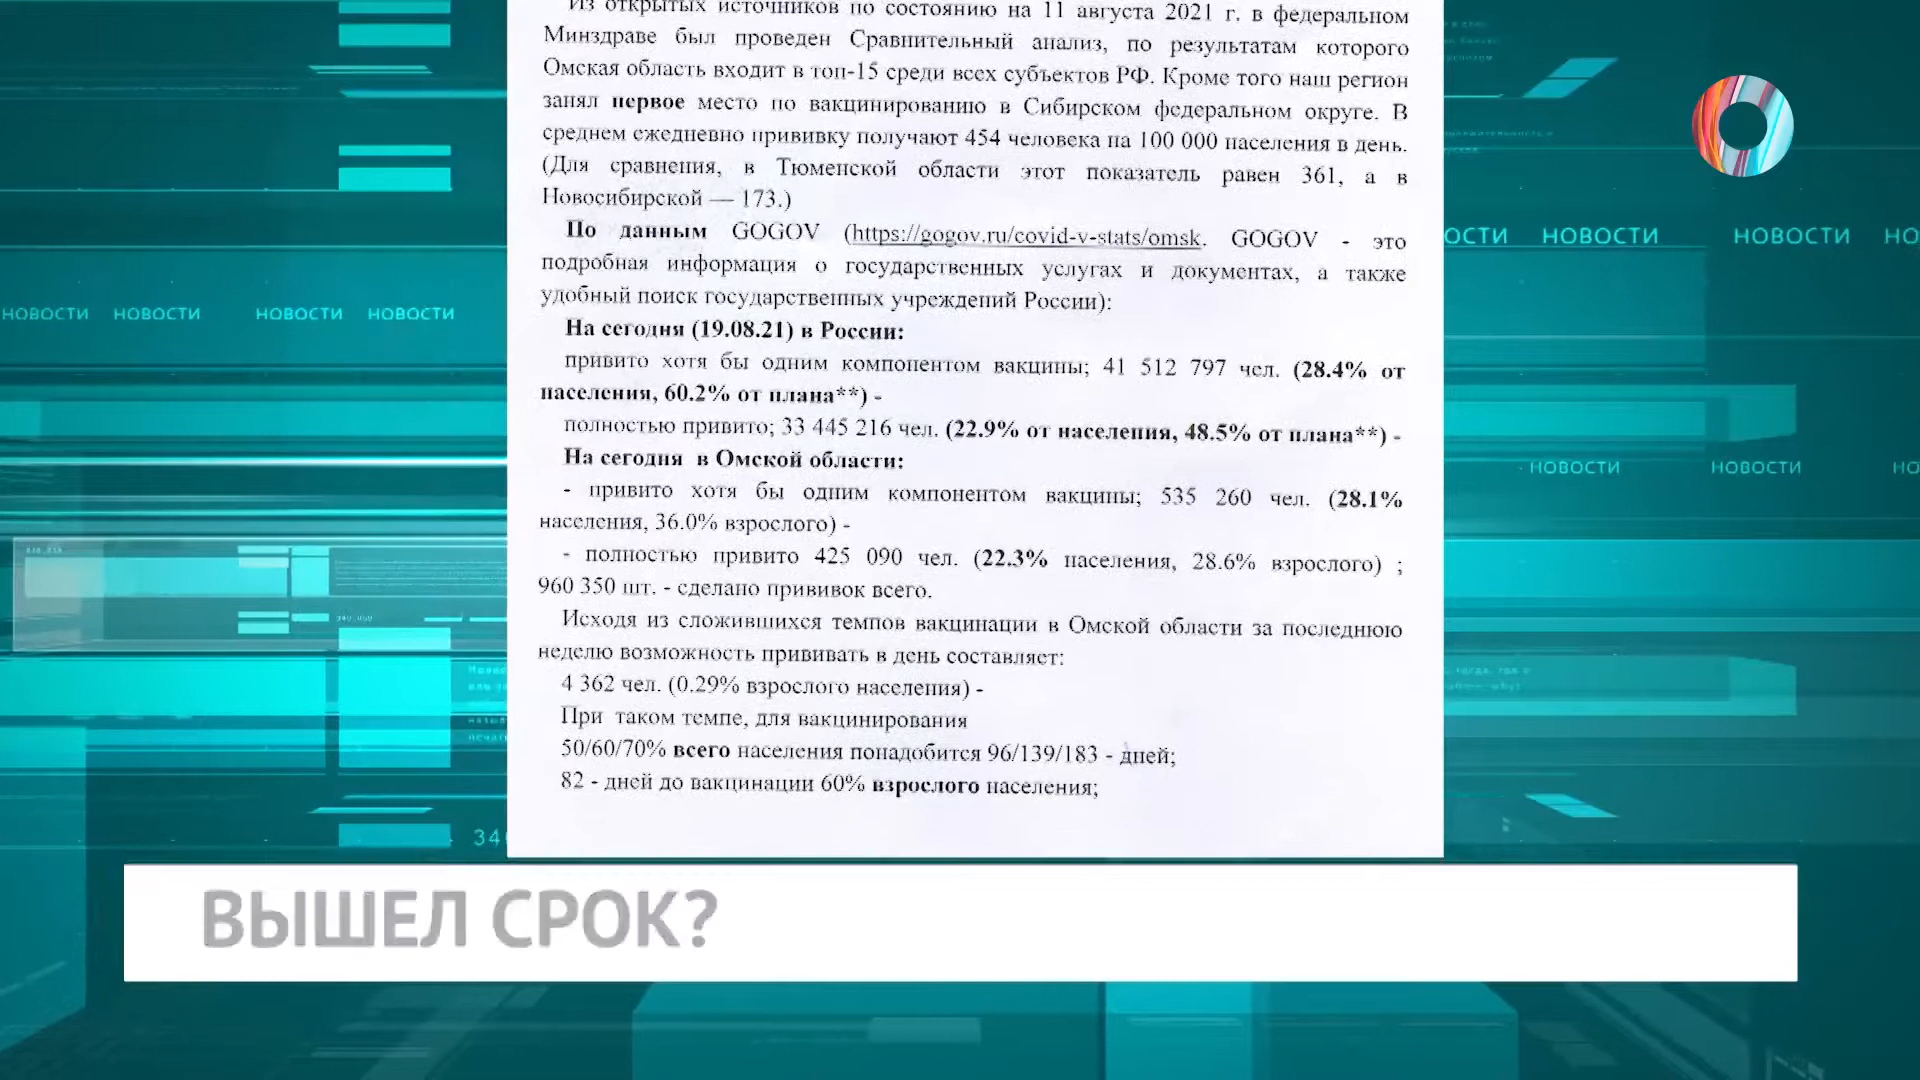 Из открытых источников по состоянию на 11 августа 2021 г. в федеральном
Минздраве был проведен Сравнительный анализ, по результатам которого
Омская область входит в топ-15 среди всех субъектов РФ. Кроме того наш регион
занял первое место по вакцинированию в Сибирском федеральном округе. В
среднем ежедневно прививку получают 454 человека на 100 000 населения в день.
(Для сравнения, в Тюменской области этот показатель равен 361, а в
Новосибирской — 173.)
По данным GOGOV (https://gogov.ru/covid-v-stats/omsk. GOGOV - это
подробная информация о государственных услугах и документах, а также
удобный поиск государственных учреждений России):
На сегодня (19.08.21) в России:
привито хотя бы одним компонентом вакцины; 41 512 797 чел. (28.4% от
населения, 60.2% от плана**) -
полностью привито; 33 445 216 чел. (22.9% от населения, 48.5% от плана**) -
На сегодня в Омской области:
- привито хотя бы одним компонентом вакцины; 535 260 чел. (28.1%
населения, 36.0% взрослого) -
- полностью привито 425 090 чел. (22.3% населения, 28.6% взрослого) ;
960 350 шт. - сделано прививок всего.
Исходя из сложившихся темпов вакцинации в Омской области за последнюю
неделю возможность прививать в день составляет:
4 362 чел. (0.29% взрослого населения) -
При таком темпе, для вакцинирования
50/60/70% всего населения понадобится 96/139/183 - дней;
82 - дней до вакцинации 60% взрослого населения;
ОСТИ НОВОСТИ НОВОСТИ НО
НОВОСТИ НОВОСТИ НОВОСТИ НОВОСТИ
НОВОСТИ НОВОСТИ НО
34
ВЫШЕЛ СРОК?